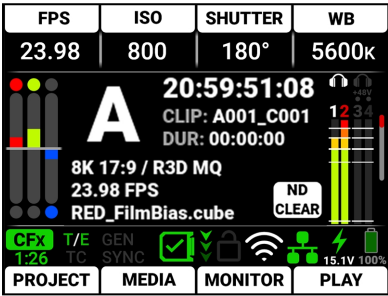 FPS ISO SHUTTER WB
23.98 800 180° 5600K
20:59:51:08
+48V
A
CLIP: A001_C001
1 2 3 4
DUR: 00:00:00
8K 17:9 / R3D MQ
23.98 FPS
ND
CLEAR
RED_FilmBias.cube
CFx T/E GEN
1:26 TC SYNC 15.1V 100%
PROJECT MEDIA MONITOR PLAY